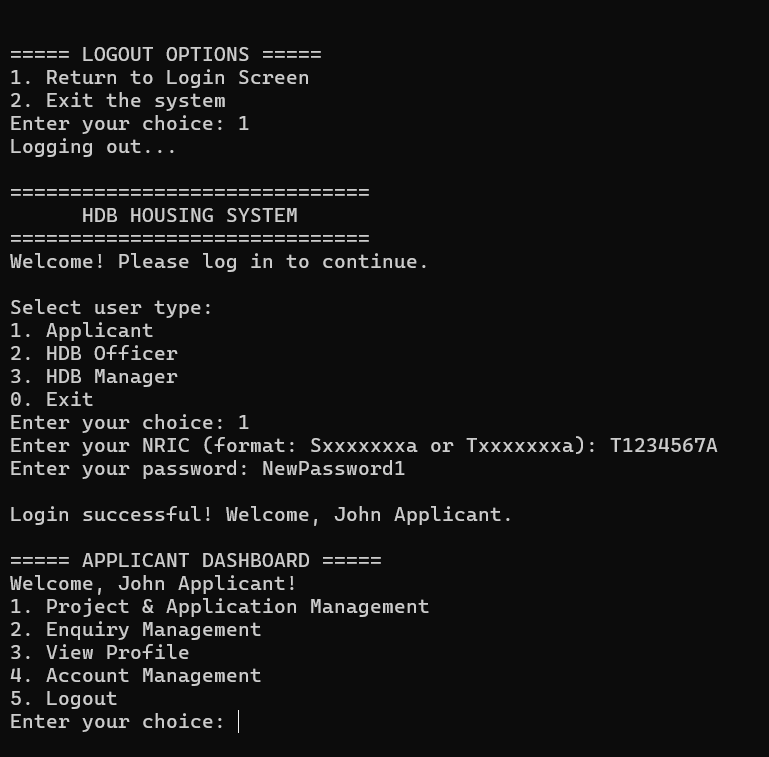 ===== LOGOUT OPTIONS =====
1. Return to Login Screen
2. Exit the system
Enter your choice: 1
Logging out...
==============================
HDB HOUSING SYSTEM
==============================
Welcome! Please log in to continue.
Select user type:
1. Applicant
2. HDB Officer
3. HDB Manager
0. Exit
Enter your choice: 1
Enter your NRIC (format: Sxxxxxxxa or Txxxxxxxa): T1234567A
Enter your password: NewPassword1
Login successful! Welcome, John Applicant.
===== APPLICANT DASHBOARD =====
Welcome, John Applicant!
1. Project & Application Management
2. Enquiry Management
3. View Profile
4. Account Management
5. Logout
Enter your choice: